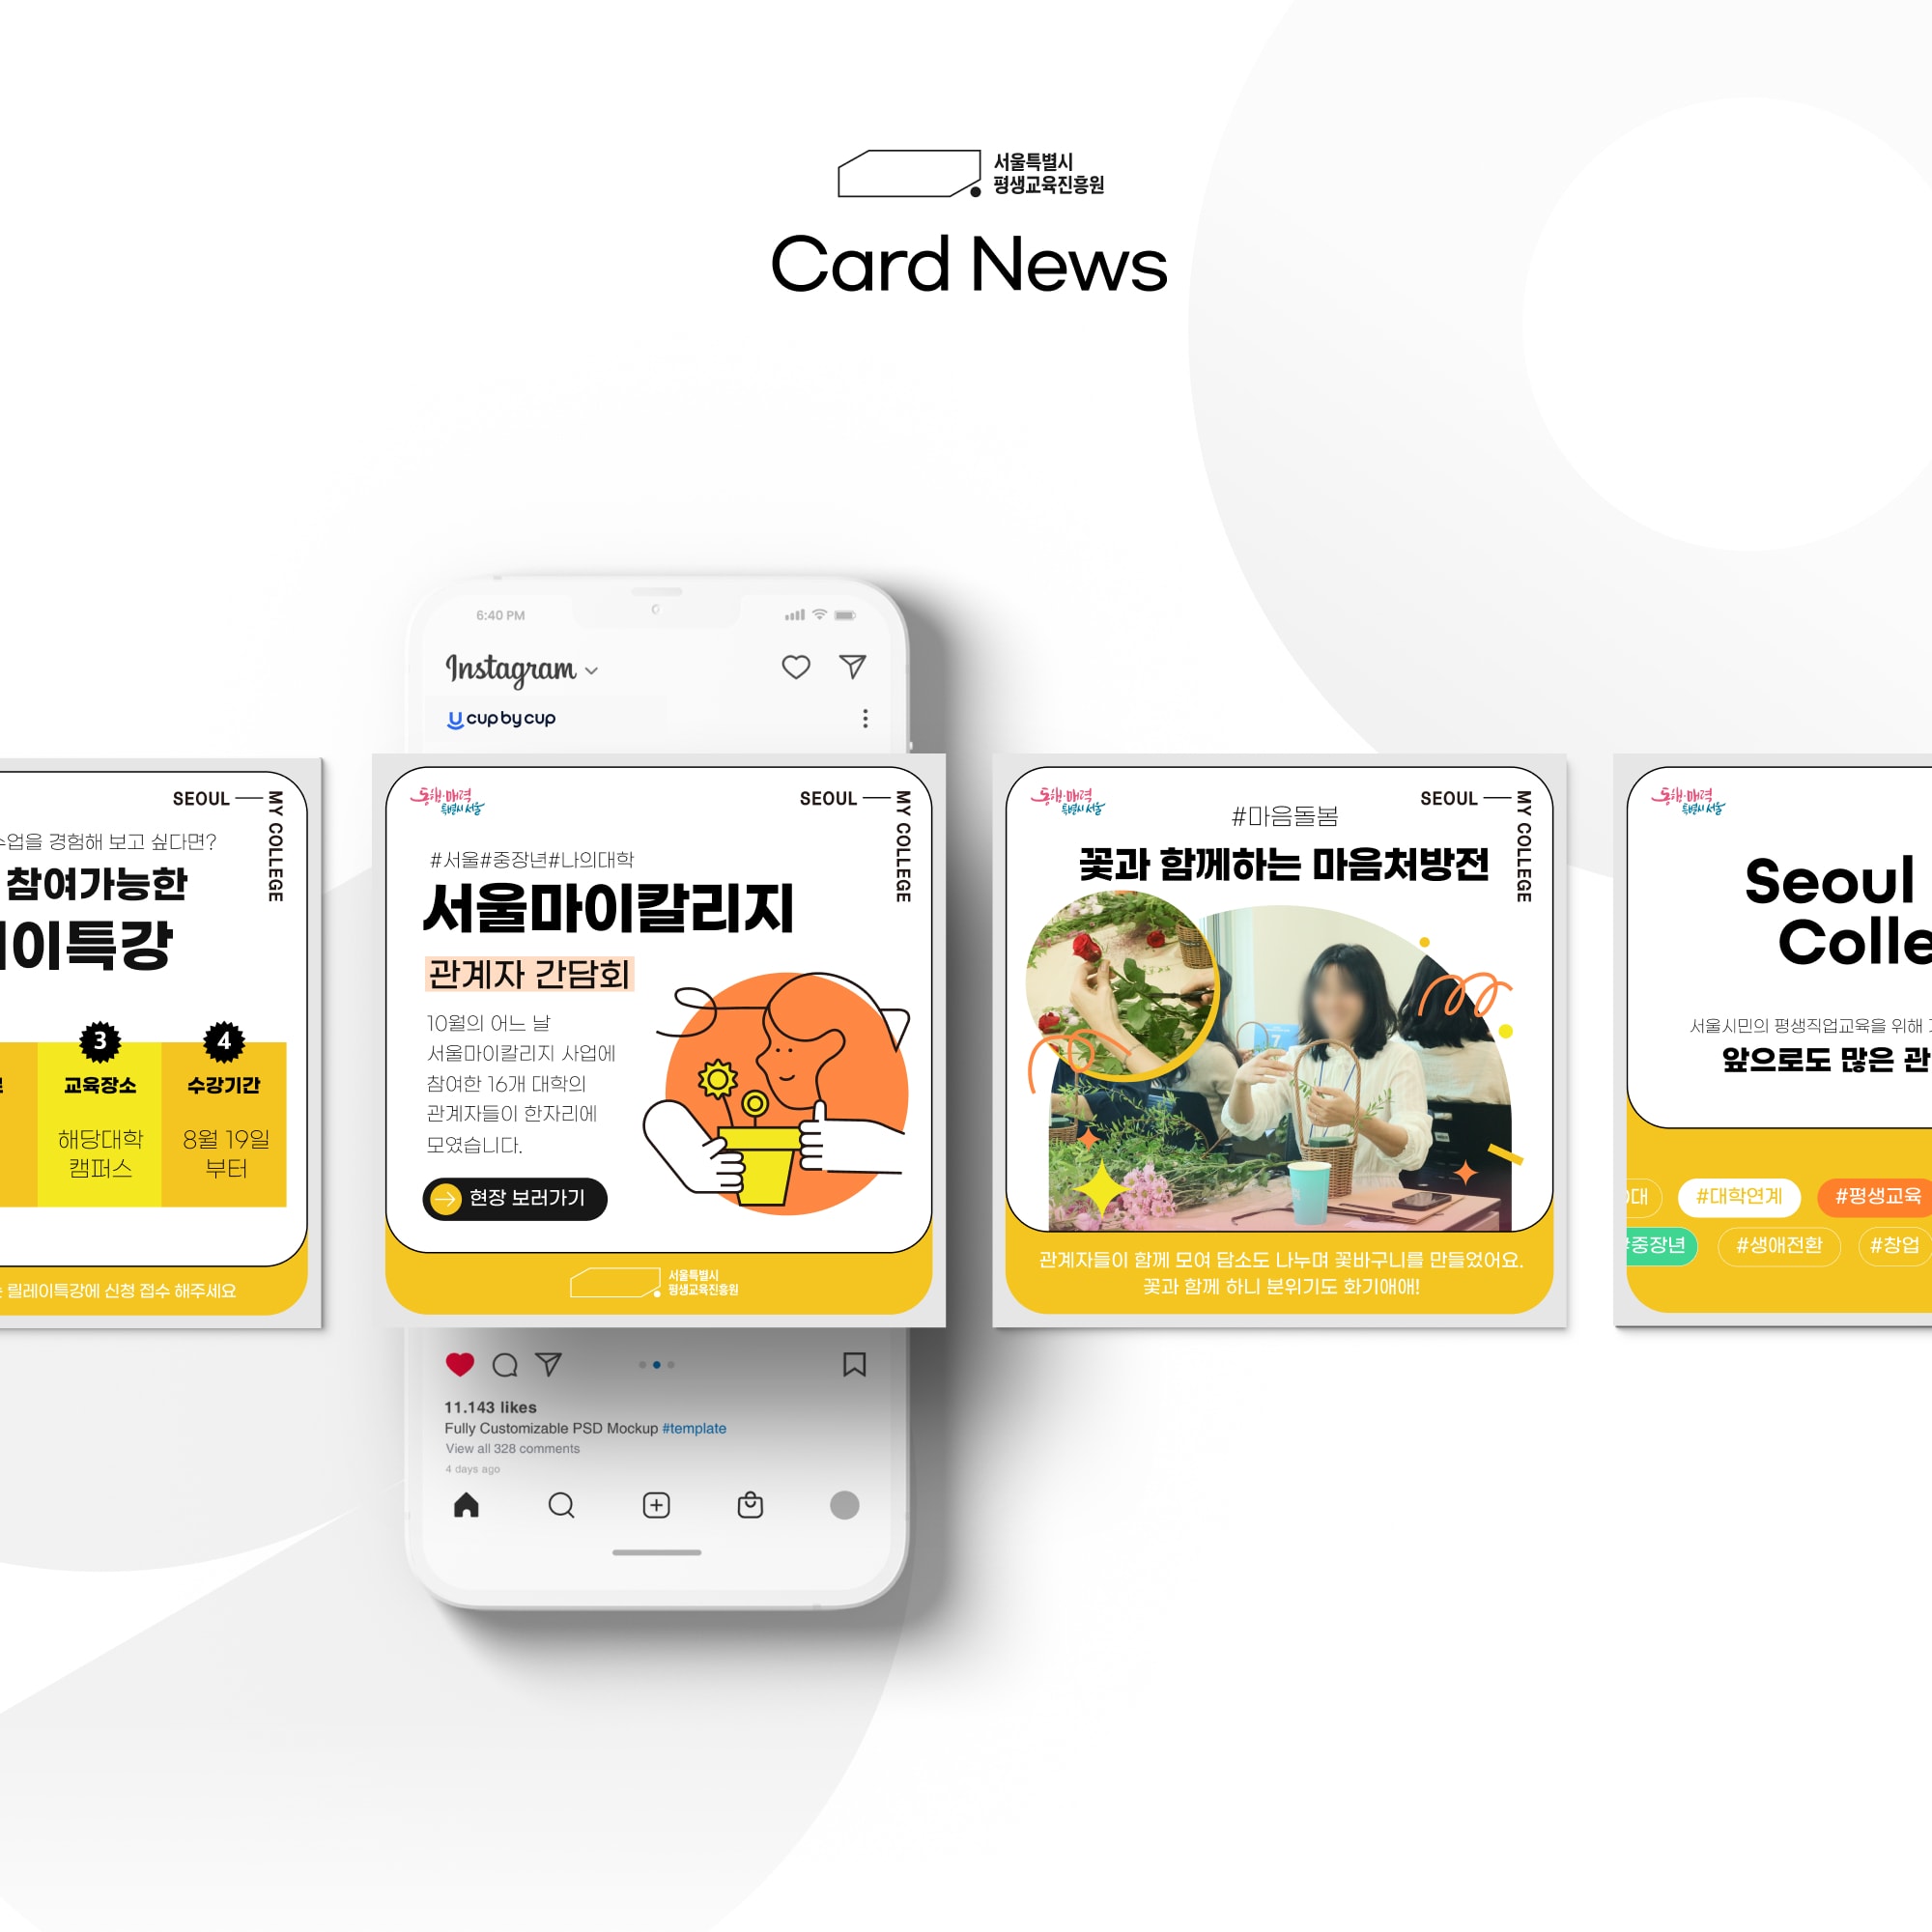 서울특별시
평생교육진흥원
Card News
6:40 PM
Instagram
cup by cup
SEOUL
MY COLLEGE
수업을 경험해 보고 싶다면?
참여가능한
이특강
3
교육장소
해당대학
캠퍼스
4
수강기간
8월 19일
부터
릴레이특강에 신청 접수 해주세요
동행·매력
특별시 서울
SEOUL
MY COLLEGE
#서울#중장년#나의대학
서울마이칼리지
관계자 간담회
10월의 어느 날
서울마이칼리지 사업에
참여한 16개 대학의
관계자들이 한자리에
모였습니다.
현장 보러가기
서울특별시
평생교육진흥원
동행·매력
특별시 서울
SEOUL
MY COLLEGE
#마음돌봄
꽃과 함께하는 마음처방전
7
관계자들이 함께 모여 담소도 나누며 꽃바구니를 만들었어요.
꽃과 함께 하니 분위기도 화기애애!
동행·매력
특별시 서울
Seoul
Colle
서울시민의 평생직업교육을 위해
앞으로도 많은 관
대
#대학연계
#평생교육
#중장년
#생애전환
#창업
11.143 likes
Fully Customizable PSD Mockup #template
View all 328 comments
4 days ago